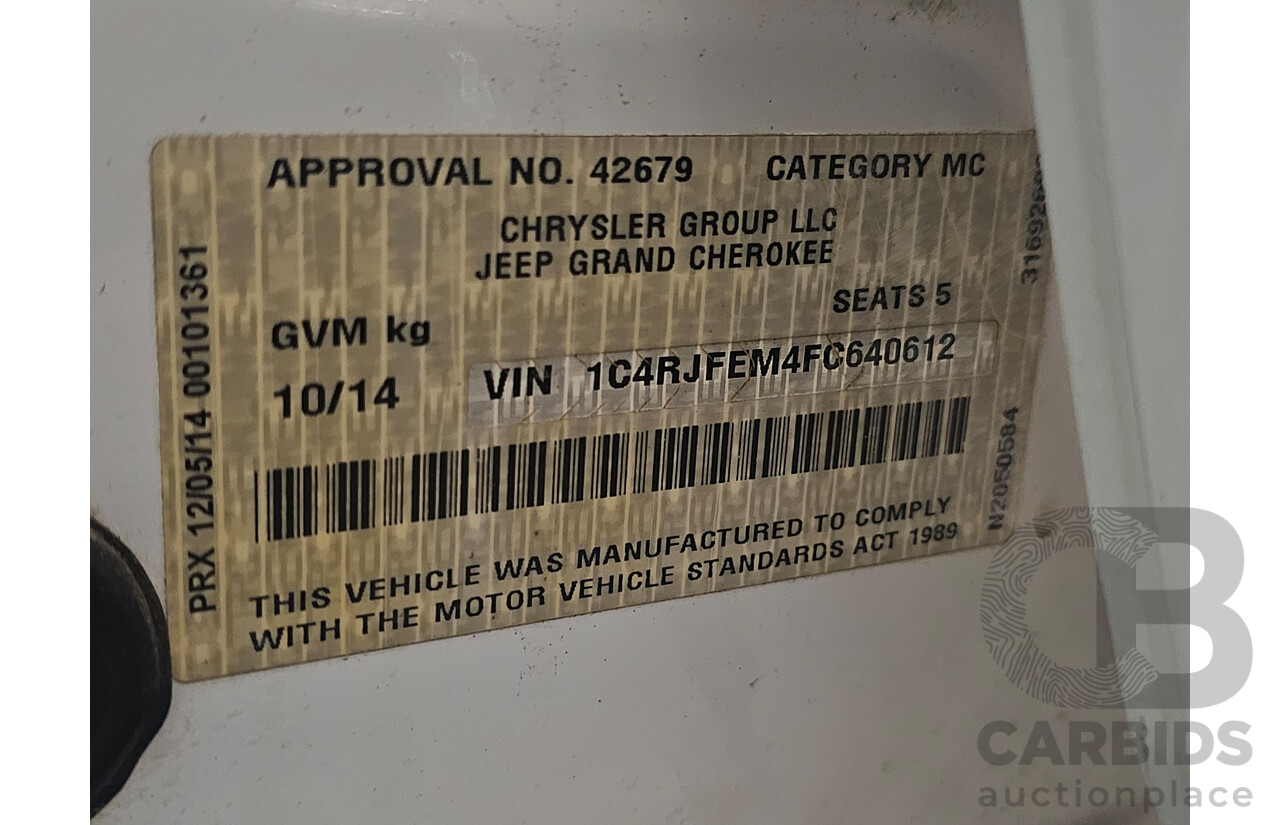 APPROVAL NO. 42679 CATEGORY MC
CHRYSLER GROUP LLC
JEEP GRAND CHEROKEE
SEATS 5
GVM kg
10/14
VIN 1C4RJFEM4FC640612
THIS VEHICLE WAS MANUFACTURED TO COMPLY
WITH THE MOTOR VEHICLE STANDARDS ACT 1989
PRX 12/05/14 00101361
N2050584
CB
CARBIDS
auctionplace